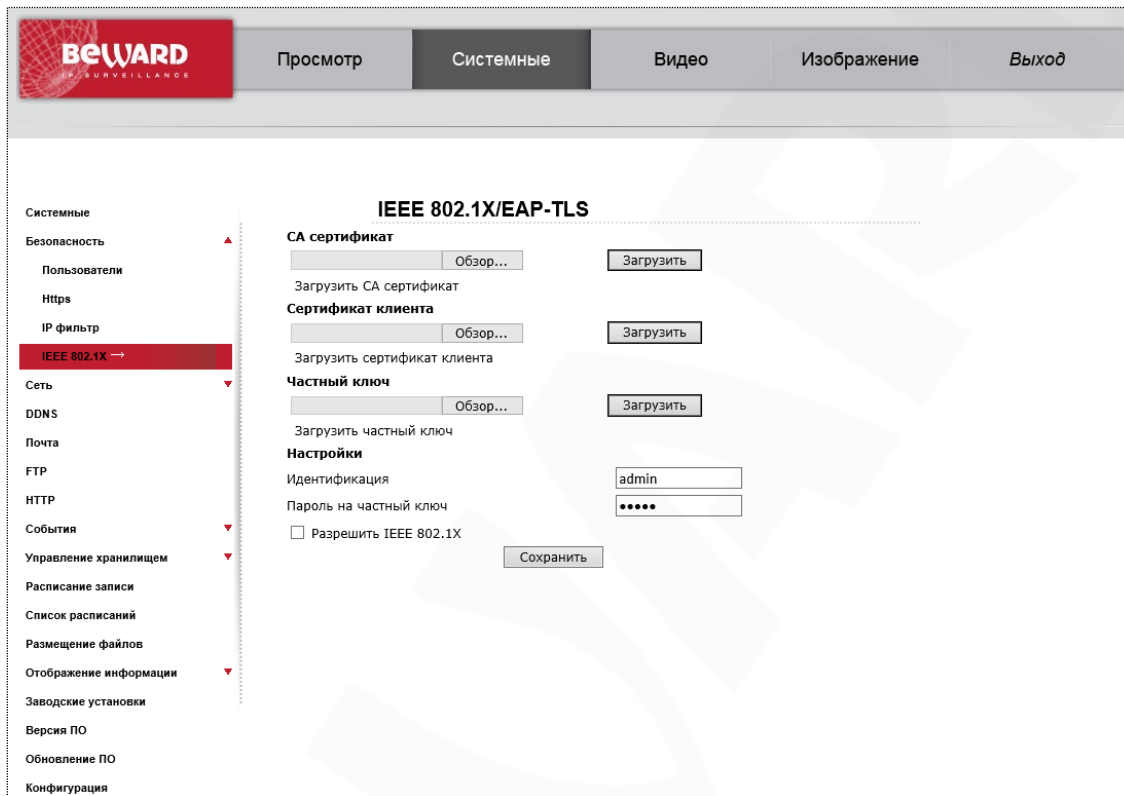 BEWARD
IP SURVEILLANCE
Просмотр
Системные
Видео
Изображение
Выход
Системные
Безопасность
Пользователи
Https
IP фильтр
IEEE 802.1X →
Сеть
DDNS
Почта
FTP
HTTP
События
Управление хранилищем
Расписание записи
Список расписаний
Размещение файлов
Отображение информации
Заводские установки
Версия ПО
Обновление ПО
Конфигурация
IEEE 802.1X/EAP-TLS
CA сертификат
Обзор... Загрузить
Загрузить CA сертификат
Сертификат клиента
Обзор... Загрузить
Загрузить сертификат клиента
Частный ключ
Обзор... Загрузить
Загрузить частный ключ
Настройки
Идентификация admin
Пароль на частный ключ •••••
Разрешить IEEE 802.1X
Сохранить